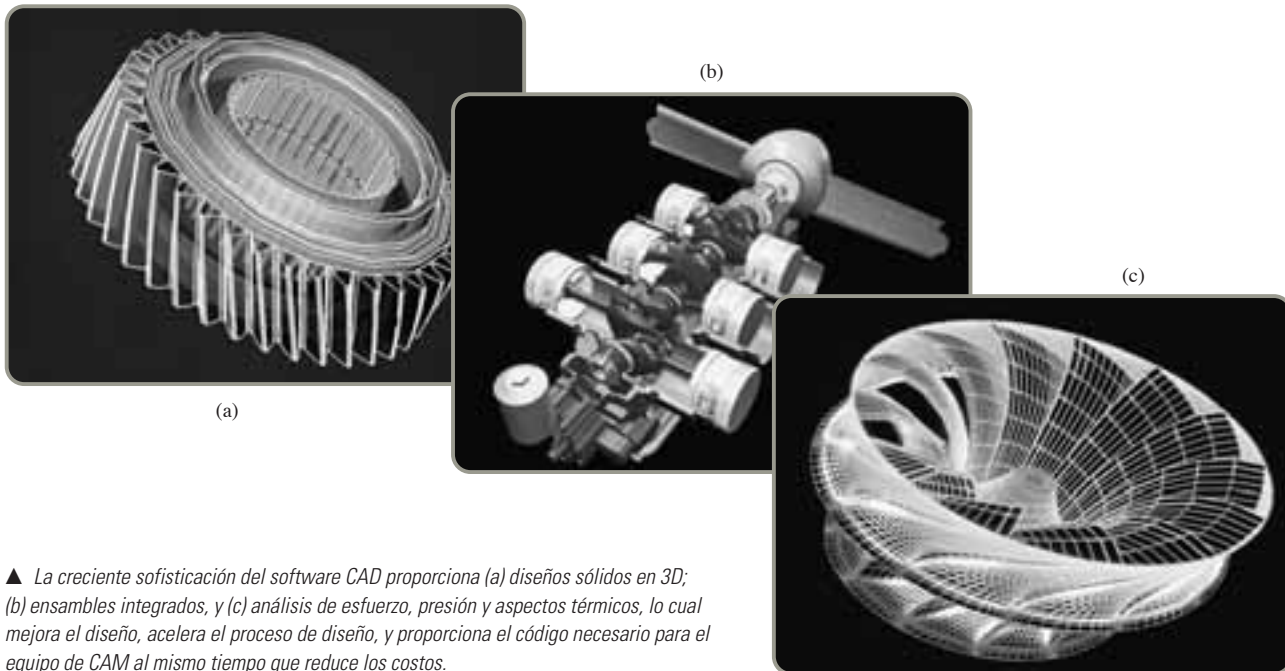 (b)
(c)
(a)
▲ La creciente sofisticación del software CAD proporciona (a) diseños sólidos en 3D;
(b) ensambles integrados, y (c) análisis de esfuerzo, presión y aspectos térmicos, lo cual
mejora el diseño, acelera el proceso de diseño, y proporciona el código necesario para el
equipo de CAM al mismo tiempo que reduce los costos.